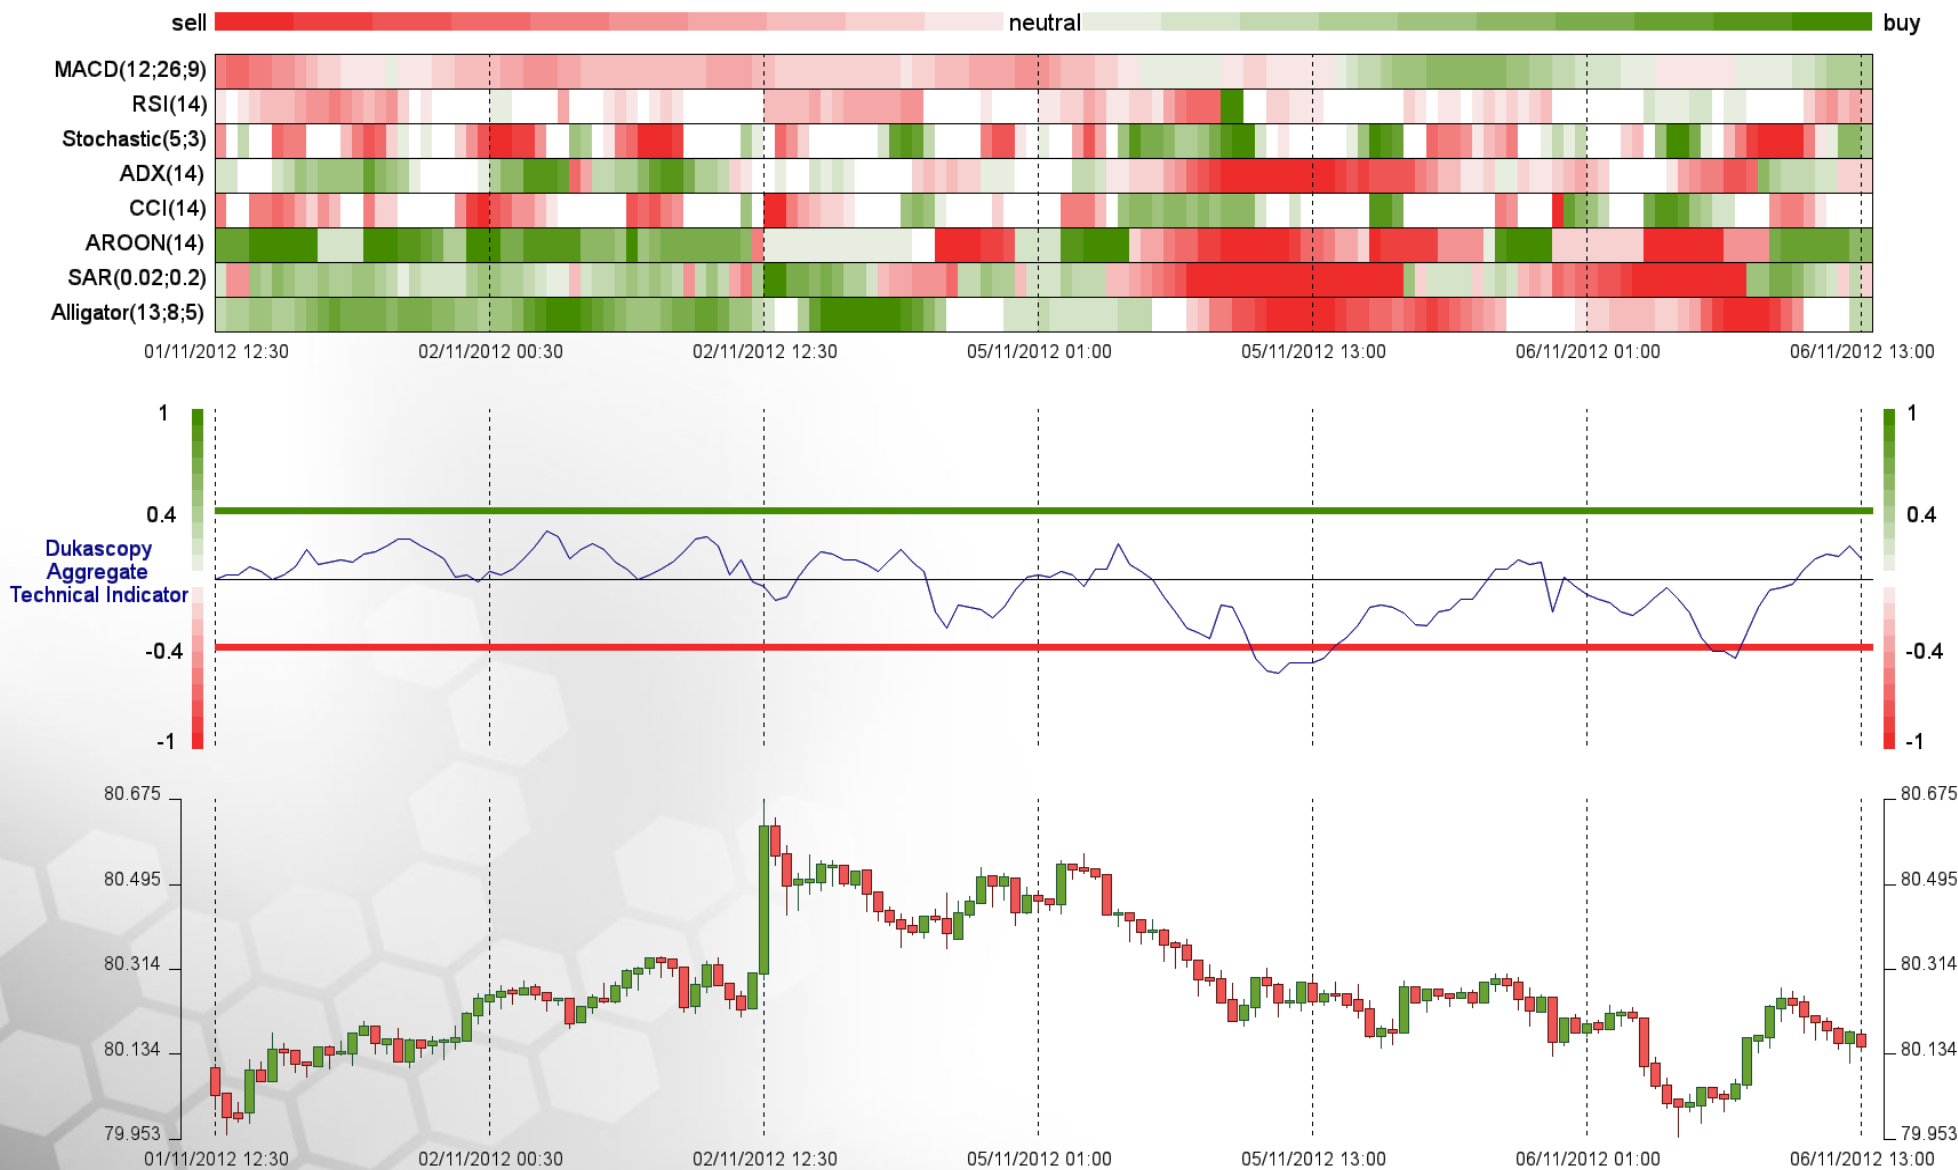 sell neutral buy
MACD(12;26;9)
RSI(14)
Stochastic(5;3)
ADX(14)
CCI(14)
AROON(14)
SAR(0.02;0.2)
Alligator(13;8;5)
01/11/2012 12:30 02/11/2012 00:30 02/11/2012 12:30 05/11/2012 01:00 05/11/2012 13:00 06/11/2012 01:00 06/11/2012 13:00
1 1
0.4 0.4
Dukascopy
Aggregate
Technical Indicator
-0.4 -0.4
-1 -1
80.675 80.675
80.495 80.495
80.314 80.314
80.134 80.134
79.953 79.953
01/11/2012 12:30 02/11/2012 00:30 02/11/2012 12:30 05/11/2012 01:00 05/11/2012 13:00 06/11/2012 01:00 06/11/2012 13:00